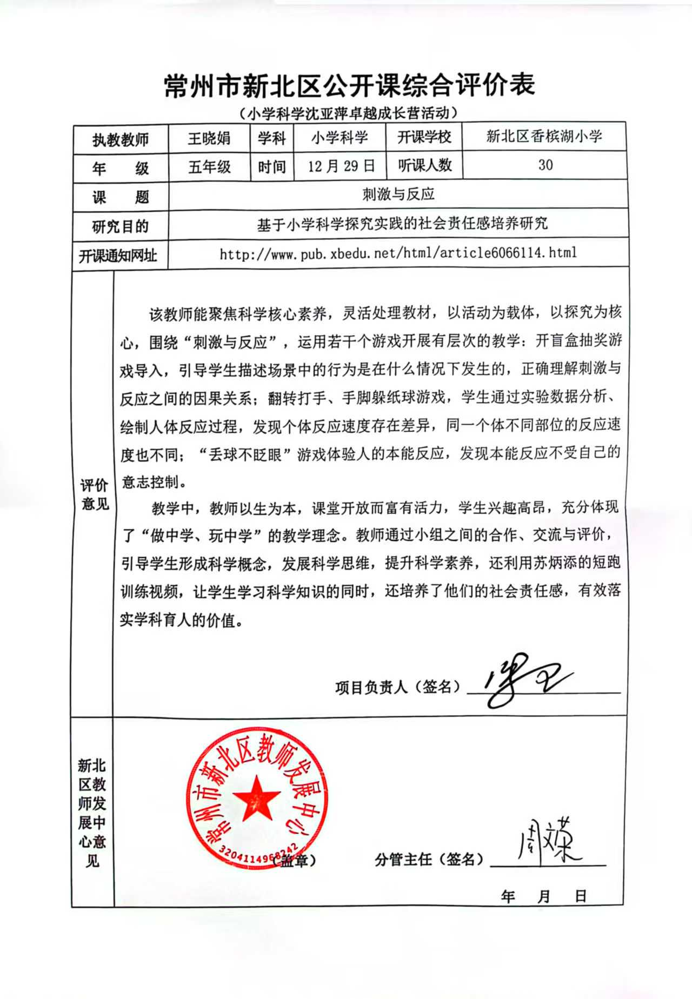 常州市新北区公开课综合评价表
（小学科学沈亚萍卓越成长营活动）
执教教师 王晓娟 学科 小学科学 开课学校 新北区香槟湖小学
年 级 五年级 时间 12月29日 听课人数 30
课 题 刺激与反应
研究目的 基于小学科学探究实践的社会责任感培养研究
开课通知网址 http://www.pub.xbedu.net/html/article6066114.html
评价
意见
该教师能聚焦科学核心素养，灵活处理教材，以活动为载体，以探究为核
心，围绕“刺激与反应”，运用若干个游戏开展有层次的教学：开盲盒抽奖游
戏导入，引导学生描述场景中的行为是在什么情况下发生的，正确理解刺激与
反应之间的因果关系；翻转打手、手脚躲纸球游戏，学生通过实验数据分析、
绘制人体反应过程，发现个体反应速度存在差异，同一个体不同部位的反应速
度也不同；“丢球不眨眼”游戏体验人的本能反应，发现本能反应不受自己的
意志控制。
教学中，教师以生为本，课堂开放而富有活力，学生兴趣高昂，充分体现
了“做中学、玩中学”的教学理念。教师通过小组之间的合作、交流与评价，
引导学生形成科学概念，发展科学思维，提升科学素养，还利用苏炳添的短跑
训练视频，让学生学习科学知识的同时，还培养了他们的社会责任感，有效落
实学科育人的价值。
项目负责人（签名）
新北
区教
师发
展中
心意
见
常州市新北区教师发展中心
3204114968242
（盖章）
分管主任（签名）周文荣
年 月 日